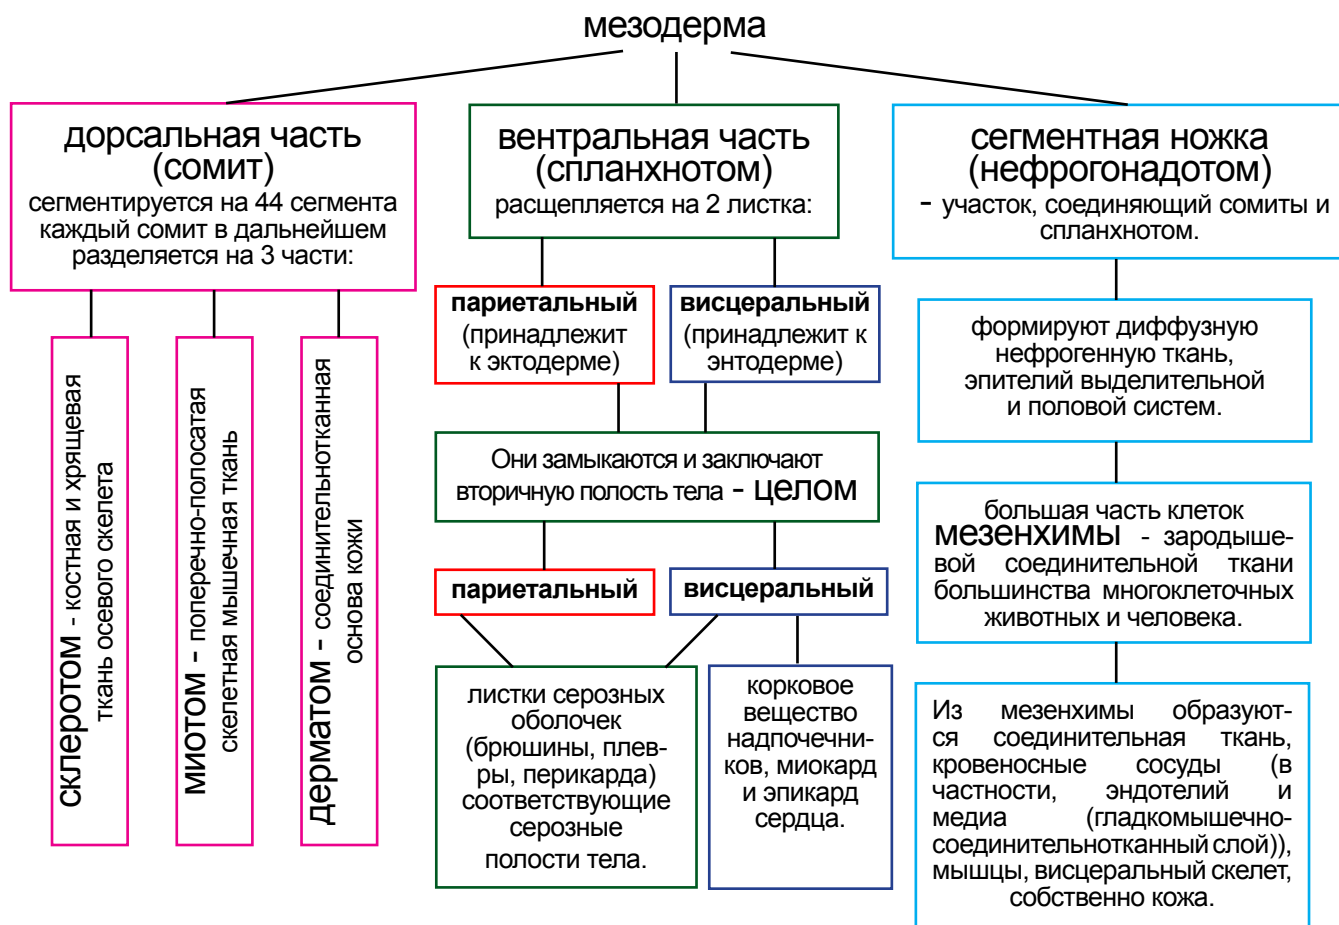 мезодерма
дорсальная часть
(сомит)
сегментируется на 44 сегмента
каждый сомит в дальнейшем
разделяется на 3 части:
склеротом - костная и хрящевая
ткань осевого скелета
миотом - поперечно-полосатая
скелетная мышечная ткань
дерматом - соединительнотканная
основа кожи
вентральная часть
(спланхнотом)
расщепляется на 2 листка:
париетальный
(принадлежит
к эктодерме)
висцеральный
(принадлежит к
энтодерме)
Они замыкаются и заключают
вторичную полость тела - целом
париетальный
висцеральный
листки серозных
оболочек
(брюшины, плев-
ры, перикарда)
соответствующие
серозные
полости тела.
корковое
вещество
надпочечни-
ков, миокард
и эпикард
сердца.
сегментная ножка
(нефрогонадотом)
- участок, соединяющий сомиты и
спланхнотом.
формируют диффузную
нефрогенную ткань,
эпителий выделительной
и половой систем.
большая часть клеток
мезенхимы - зародыше-
вой соединительной ткани
большинства многоклеточных
животных и человека.
Из мезенхимы образуют-
ся соединительная ткань,
кровеносные сосуды (в
частности, эндотелий и
медиа (гладкомышечно-
соединительнотканный слой)),
мышцы, висцеральный скелет,
собственно кожа.